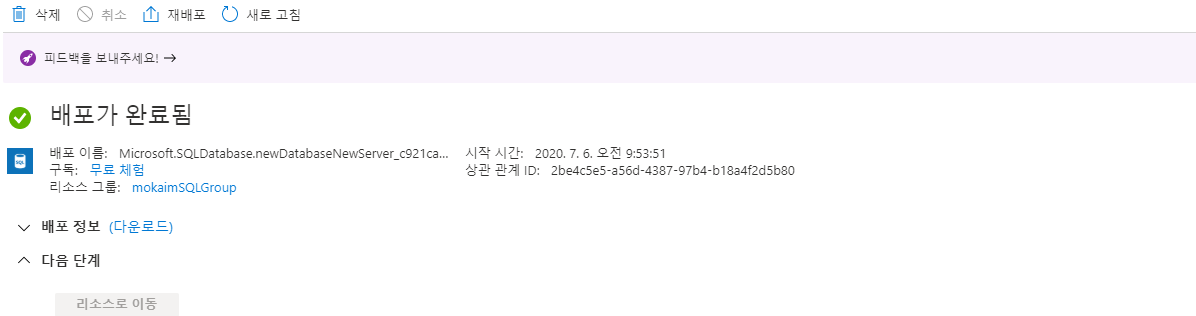 삭제 취소 재배포 새로 고침
피드백을 보내주세요! →
배포가 완료됨
SQL
배포 이름: Microsoft.SQLDatabase.newDatabaseNewServer_c921ca... 시작 시간: 2020. 7. 6. 오전 9:53:51
구독: 무료 체험 상관 관계 ID: 2be4c5e5-a56d-4387-97b4-b18a4f2d5b80
리소스 그룹: mokaimSQLGroup
배포 정보 (다운로드)
다음 단계
리소스로 이동